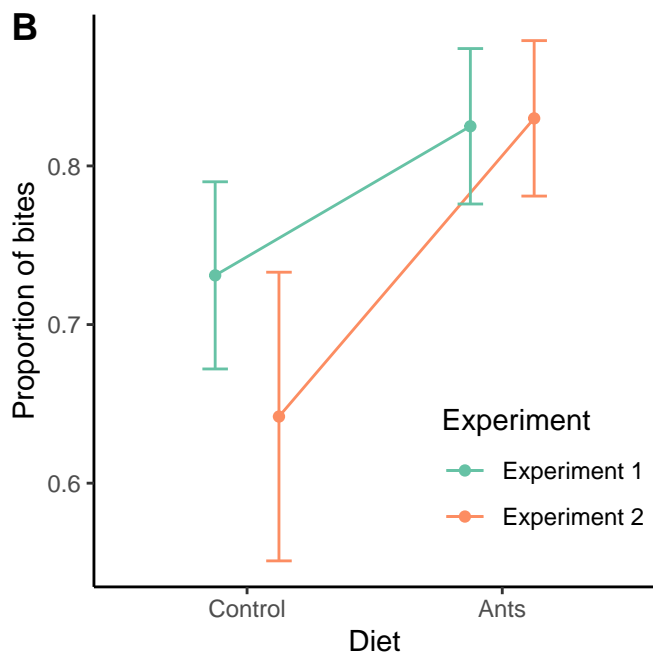 B
Proportion of bites
0.8
0.7
0.6
Experiment
Experiment 1
Experiment 2
Control
Ants
Diet